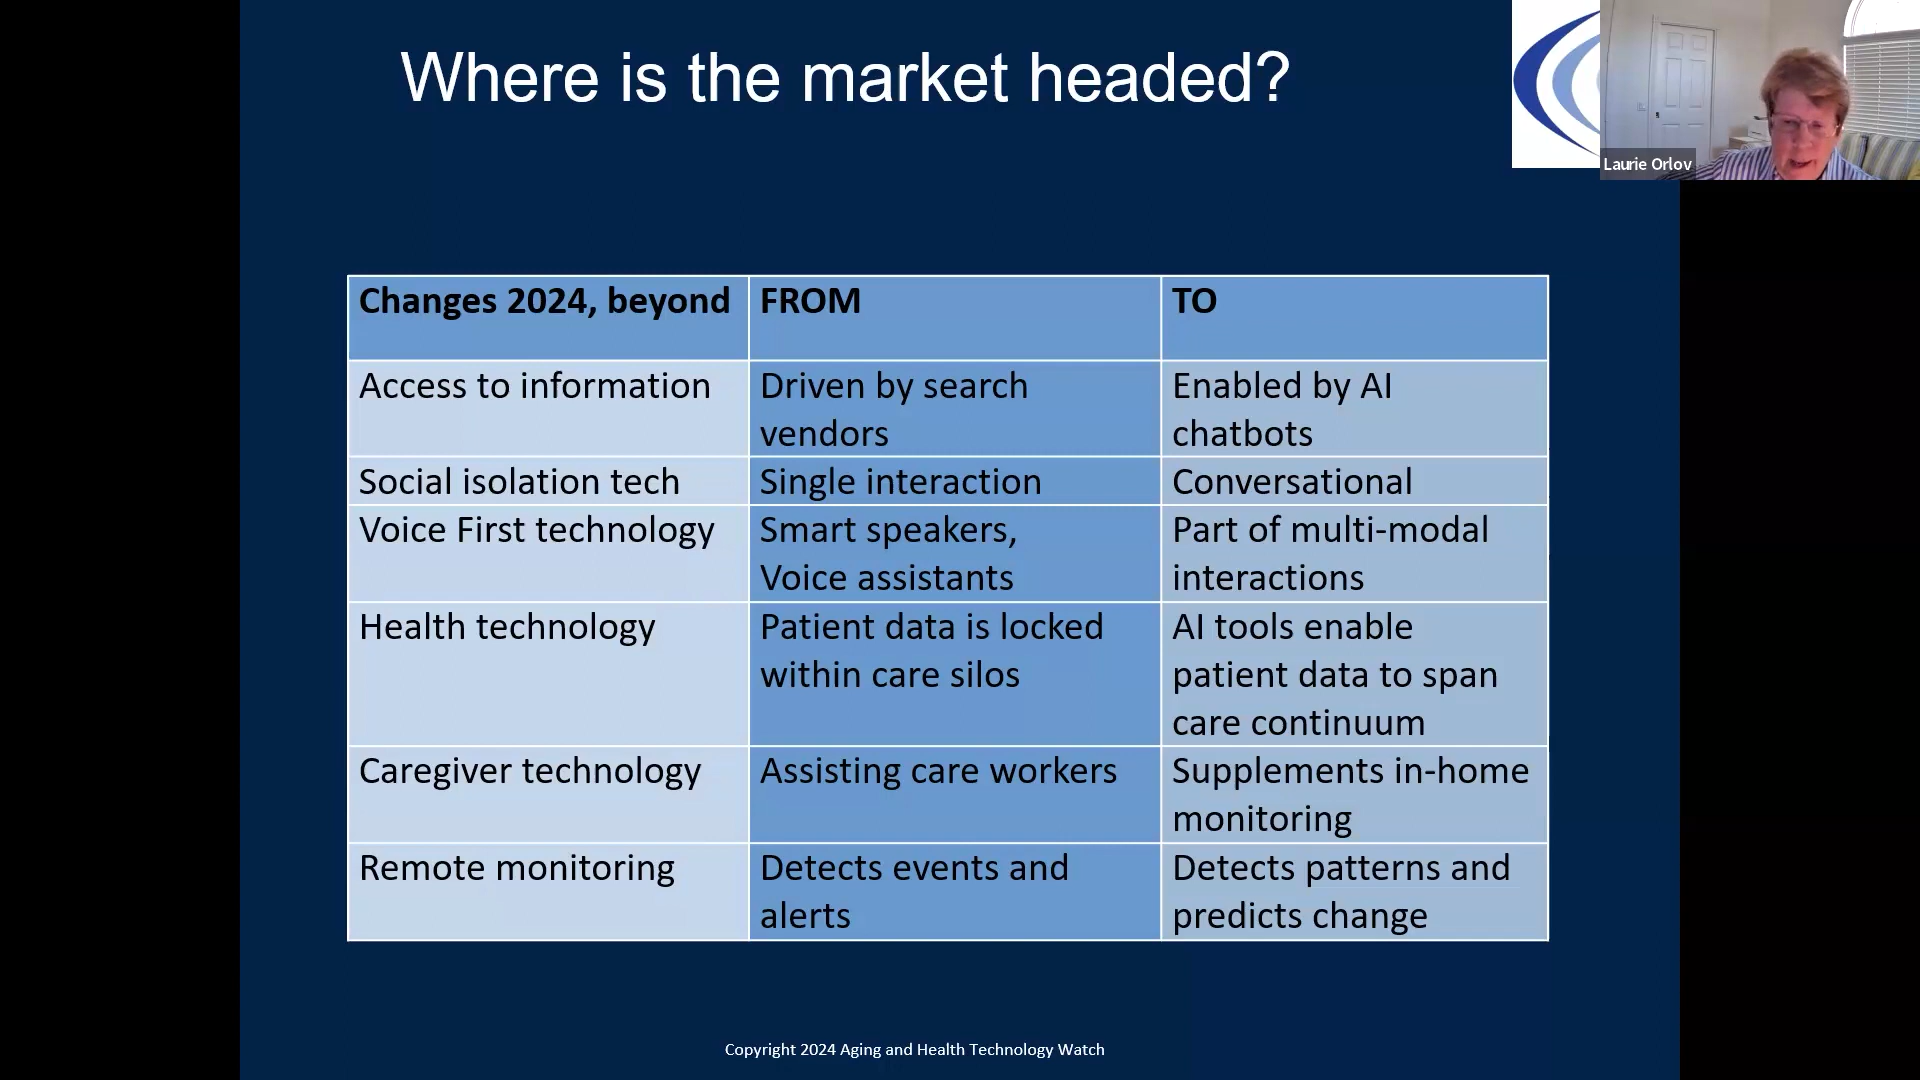 Where is the market headed?
Laurie Orlov
Changes 2024, beyond
FROM
TO
Access to information
Driven by search
vendors
Enabled by AI
chatbots
Social isolation tech
Single interaction
Conversational
Voice First technology
Smart speakers,
Voice assistants
Part of multi-modal
interactions
Health technology
Patient data is locked
within care silos
AI tools enable
patient data to span
care continuum
Caregiver technology
Assisting care workers
Supplements in-home
monitoring
Remote monitoring
Detects events and
alerts
Detects patterns and
predicts change
Copyright 2024 Aging and Health Technology Watch